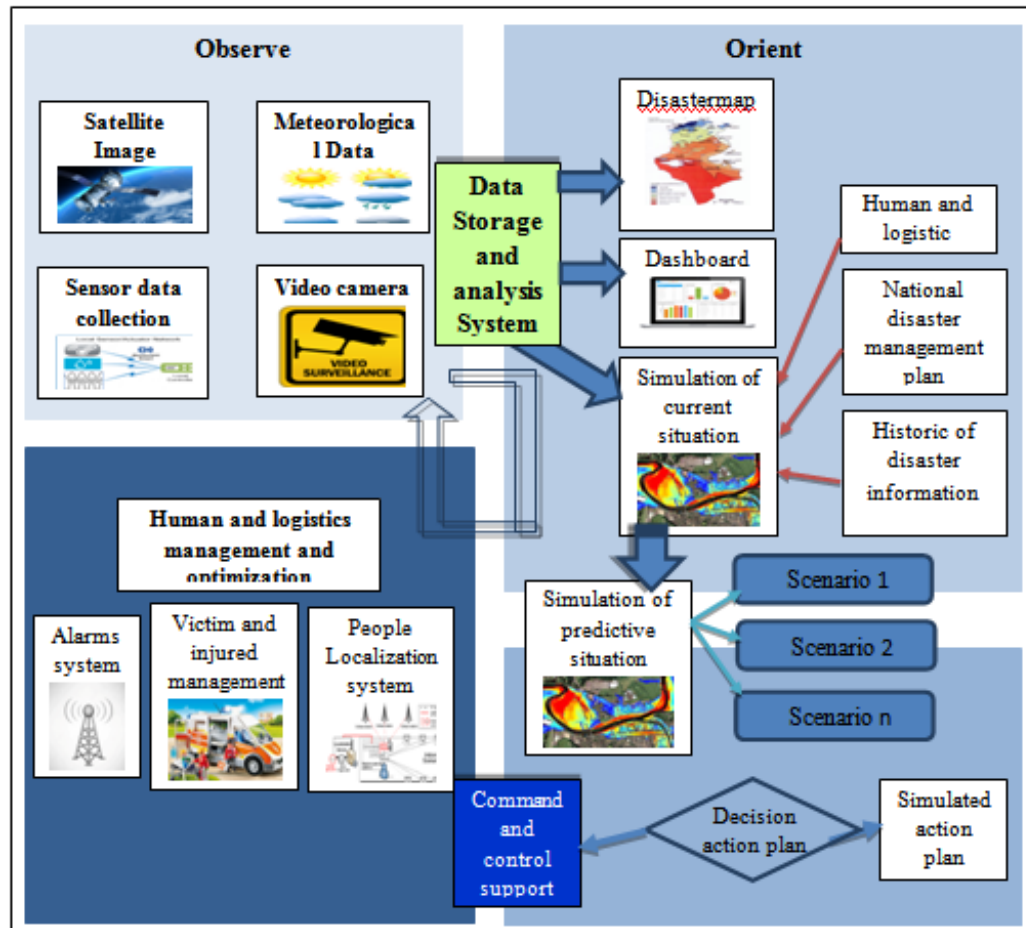 Observe
Satellite
Image
Meteorologica
l Data
Sensor data
collection
Video camera
VIDEO
SURVEILLANCE
Data
Storage
and
analysis
System
Orient
Disastermap
Dashboard
Simulation of
current
situation
Human and
logistic
National
disaster
management
plan
Historic of
disaster
information
Human and logistics
management and
optimization
Alarms
system
Victim and
injured
management
People
Localization
system
Simulation of
predictive
situation
Scenario 1
Scenario 2
Scenario n
Command
and
control
support
Decision
action plan
Simulated
action
plan